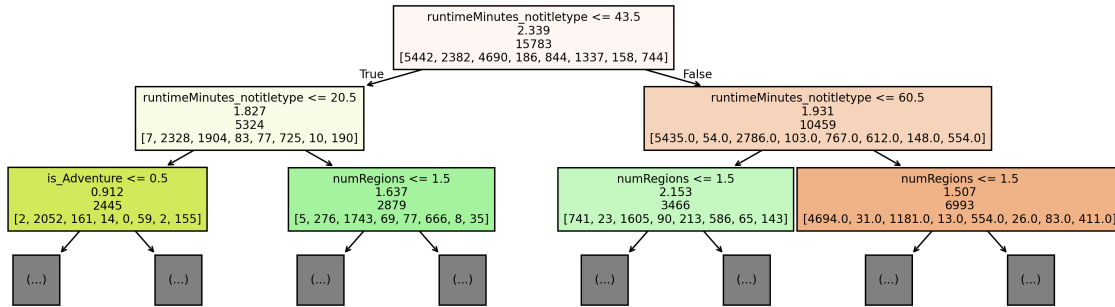 runtimeMinutes_notitletype <= 43.5
2.339
15783
[5442, 2382, 4690, 186, 844, 1337, 158, 744]
True
False
runtimeMinutes_notitletype <= 20.5
1.827
5324
[7, 2328, 1904, 83, 77, 725, 10, 190]
runtimeMinutes_notitletype <= 60.5
1.931
10459
[5435.0, 54.0, 2786.0, 103.0, 767.0, 612.0, 148.0, 554.0]
is_Adventure <= 0.5
0.912
2445
[2, 2052, 161, 14, 0, 59, 2, 155]
numRegions <= 1.5
1.637
2879
[5, 276, 1743, 69, 77, 666, 8, 35]
numRegions <= 1.5
2.153
3466
[741, 23, 1605, 90, 213, 586, 65, 143]
numRegions <= 1.5
1.507
6993
[4694.0, 31.0, 1181.0, 13.0, 554.0, 26.0, 83.0, 411.0]
(...)
(...)
(...)
(...)
(...)
(...)
(...)
(...)